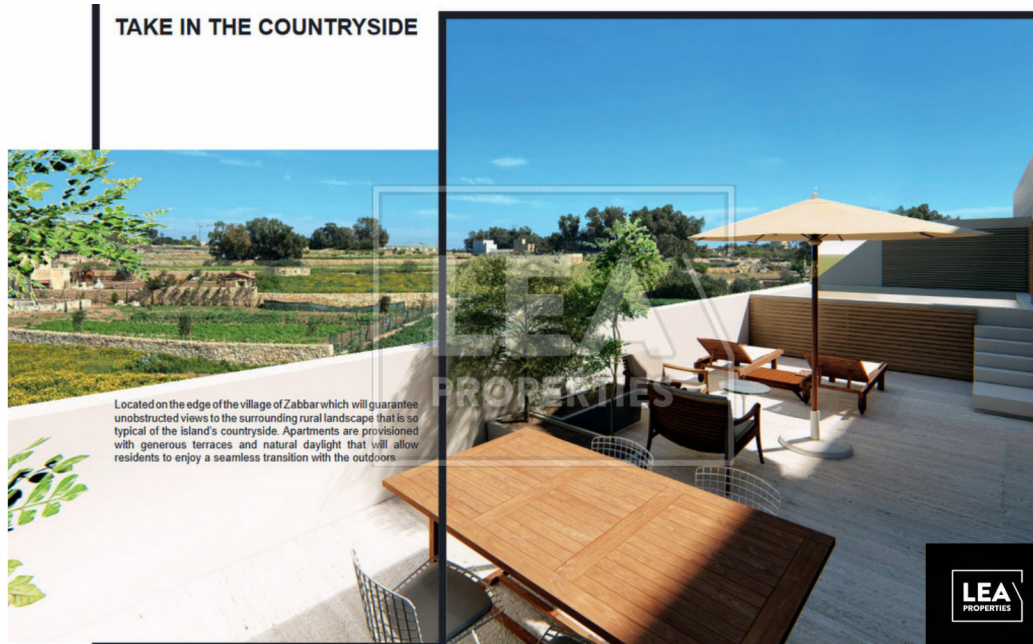 TAKE IN THE COUNTRYSIDE
LEA
PROPERTIES
Located on the edge of the village of Zabbar which will guarantee
unobstructed views to the surrounding rural landscape that is so
typical of the island's countryside. Apartments are provisioned
with generous terraces and natural daylight that will allow
residents to enjoy a seamless transition with the outdoors.
LEA
PROPERTIES